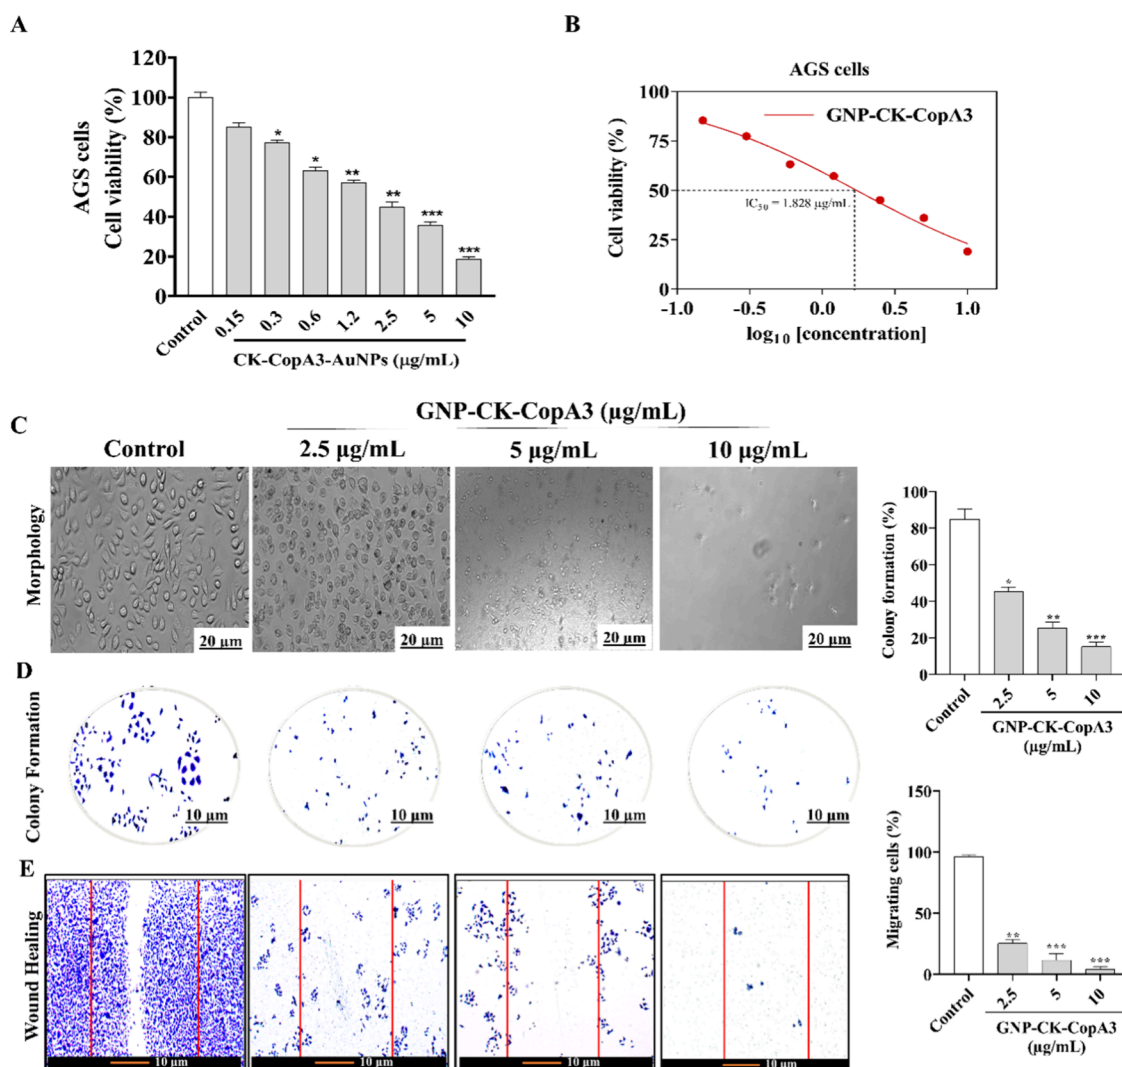 A
120
100
80
60
40
20
0
AGS cells
Cell viability (%)
*
*
**
**
***
***
Control
0.15
0.3
0.6
1.2
2.5
5
10
CK-CopA3-AuNPs (μg/mL)
B
AGS cells
GNP-CK-CopA3
100
75
50
25
0
Cell viability (%)
IC50 = 1.828 μg/mL
-1.0
-0.5
0.0
0.5
1.0
log10 [concentration]
C
GNP-CK-CopA3 (μg/mL)
Control
2.5 μg/mL
5 μg/mL
10 μg/mL
Morphology
20 μm
20 μm
20 μm
20 μm
100
80
60
40
20
0
Colony formation (%)
*
**
***
Control
2.5
5
10
GNP-CK-CopA3
(μg/mL)
D
Colony Formation
10 μm
10 μm
10 μm
10 μm
E
Wound Healing
10 μm
10 μm
10 μm
10 μm
150
100
50
0
Migrating cells (%)
**
***
***
Control
2.5
5
10
GNP-CK-CopA3
(μg/mL)